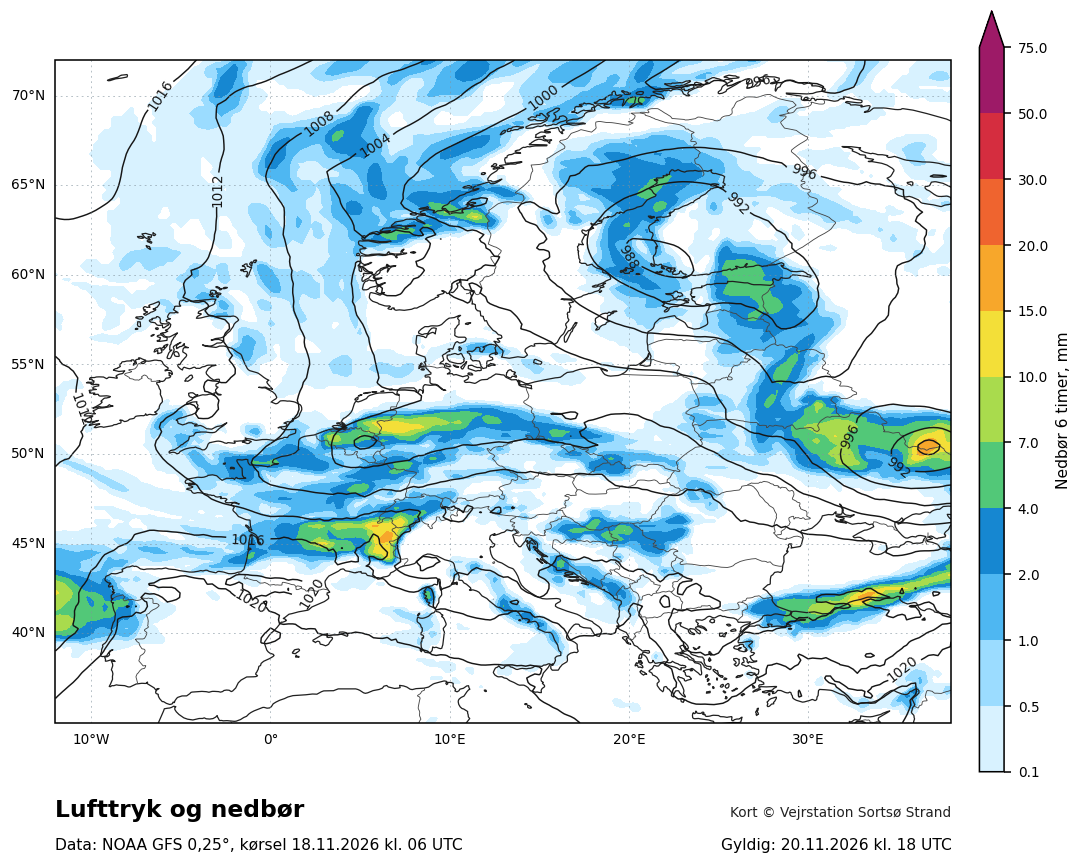 75.0
50.0
30.0
20.0
15.0
10.0
7.0
4.0
2.0
1.0
0.5
0.1
Nedbør 6 timer, mm
70°N
65°N
60°N
55°N
50°N
45°N
40°N
10°W
0°
10°E
20°E
30°E
1016
1012
1008
1004
1000
996
996
992
988
996
992
1016
1020
1020
1020
Lufttryk og nedbør
Kort © Vejrstation Sortsø Strand
Data: NOAA GFS 0,25°, kørsel 18.11.2026 kl. 06 UTC
Gyldig: 20.11.2026 kl. 18 UTC